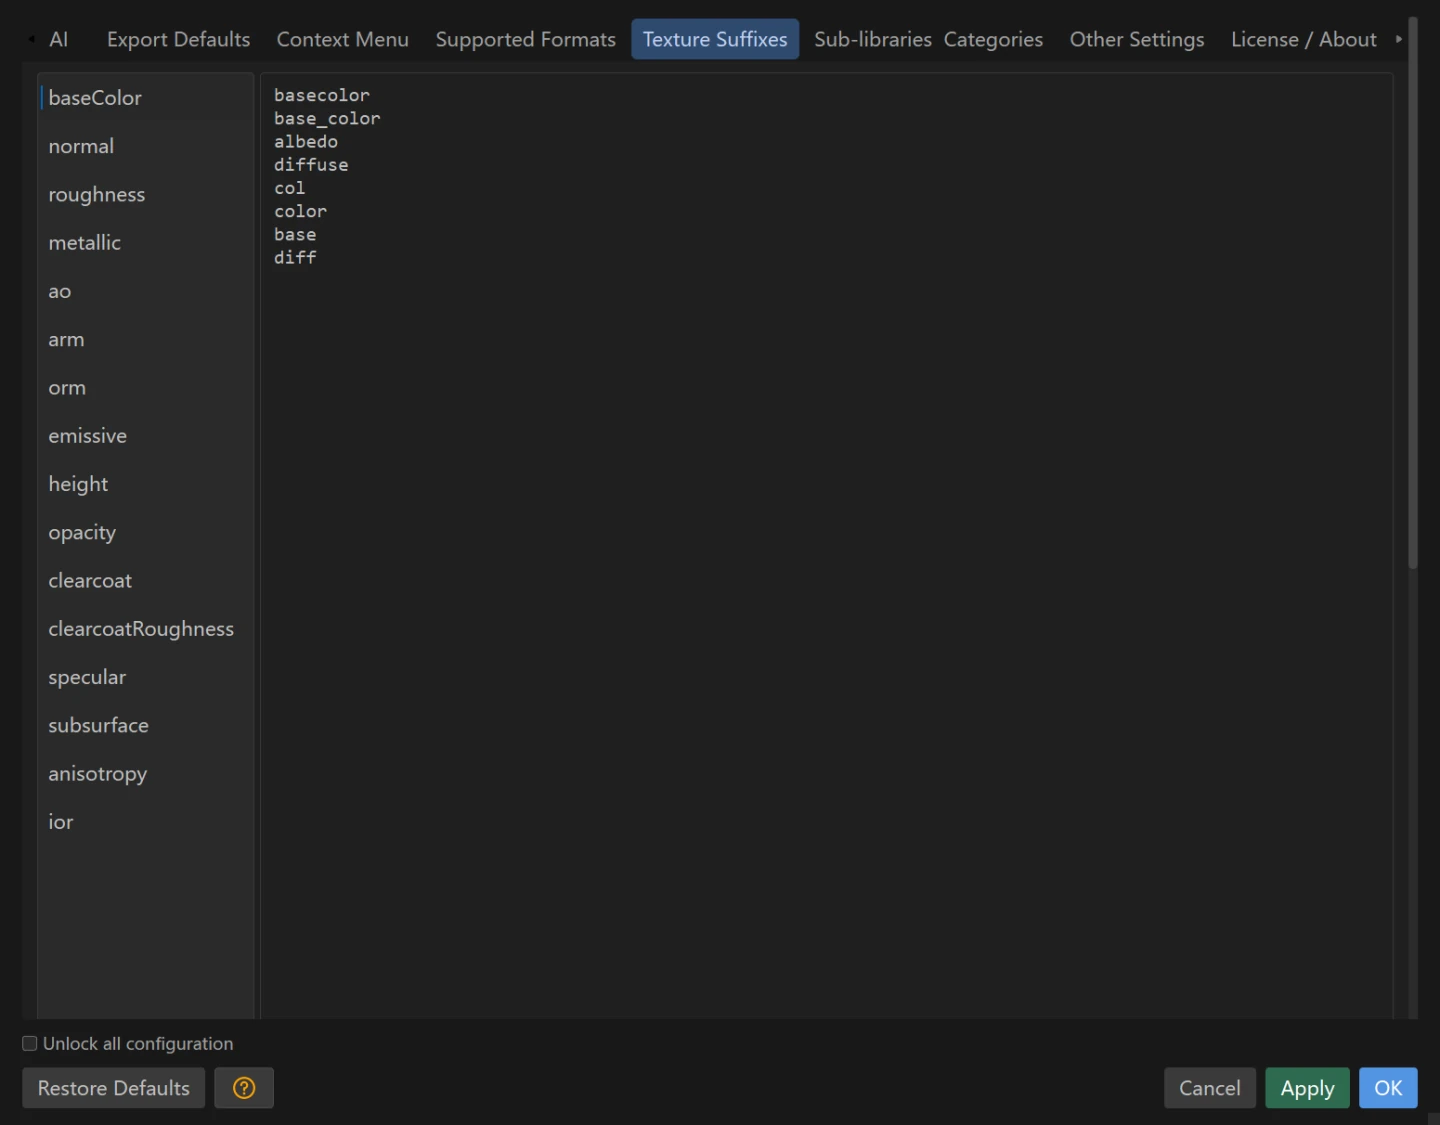 AI
Export Defaults
Context Menu
Supported Formats
Texture Suffixes
Sub-libraries
Categories
Other Settings
License / About
baseColor
normal
roughness
metallic
ao
arm
orm
emissive
height
opacity
clearcoat
clearcoatRoughness
specular
subsurface
anisotropy
ior
basecolor
base_color
albedo
diffuse
col
color
base
diff
Unlock all configuration
Restore Defaults
?
Cancel
Apply
OK